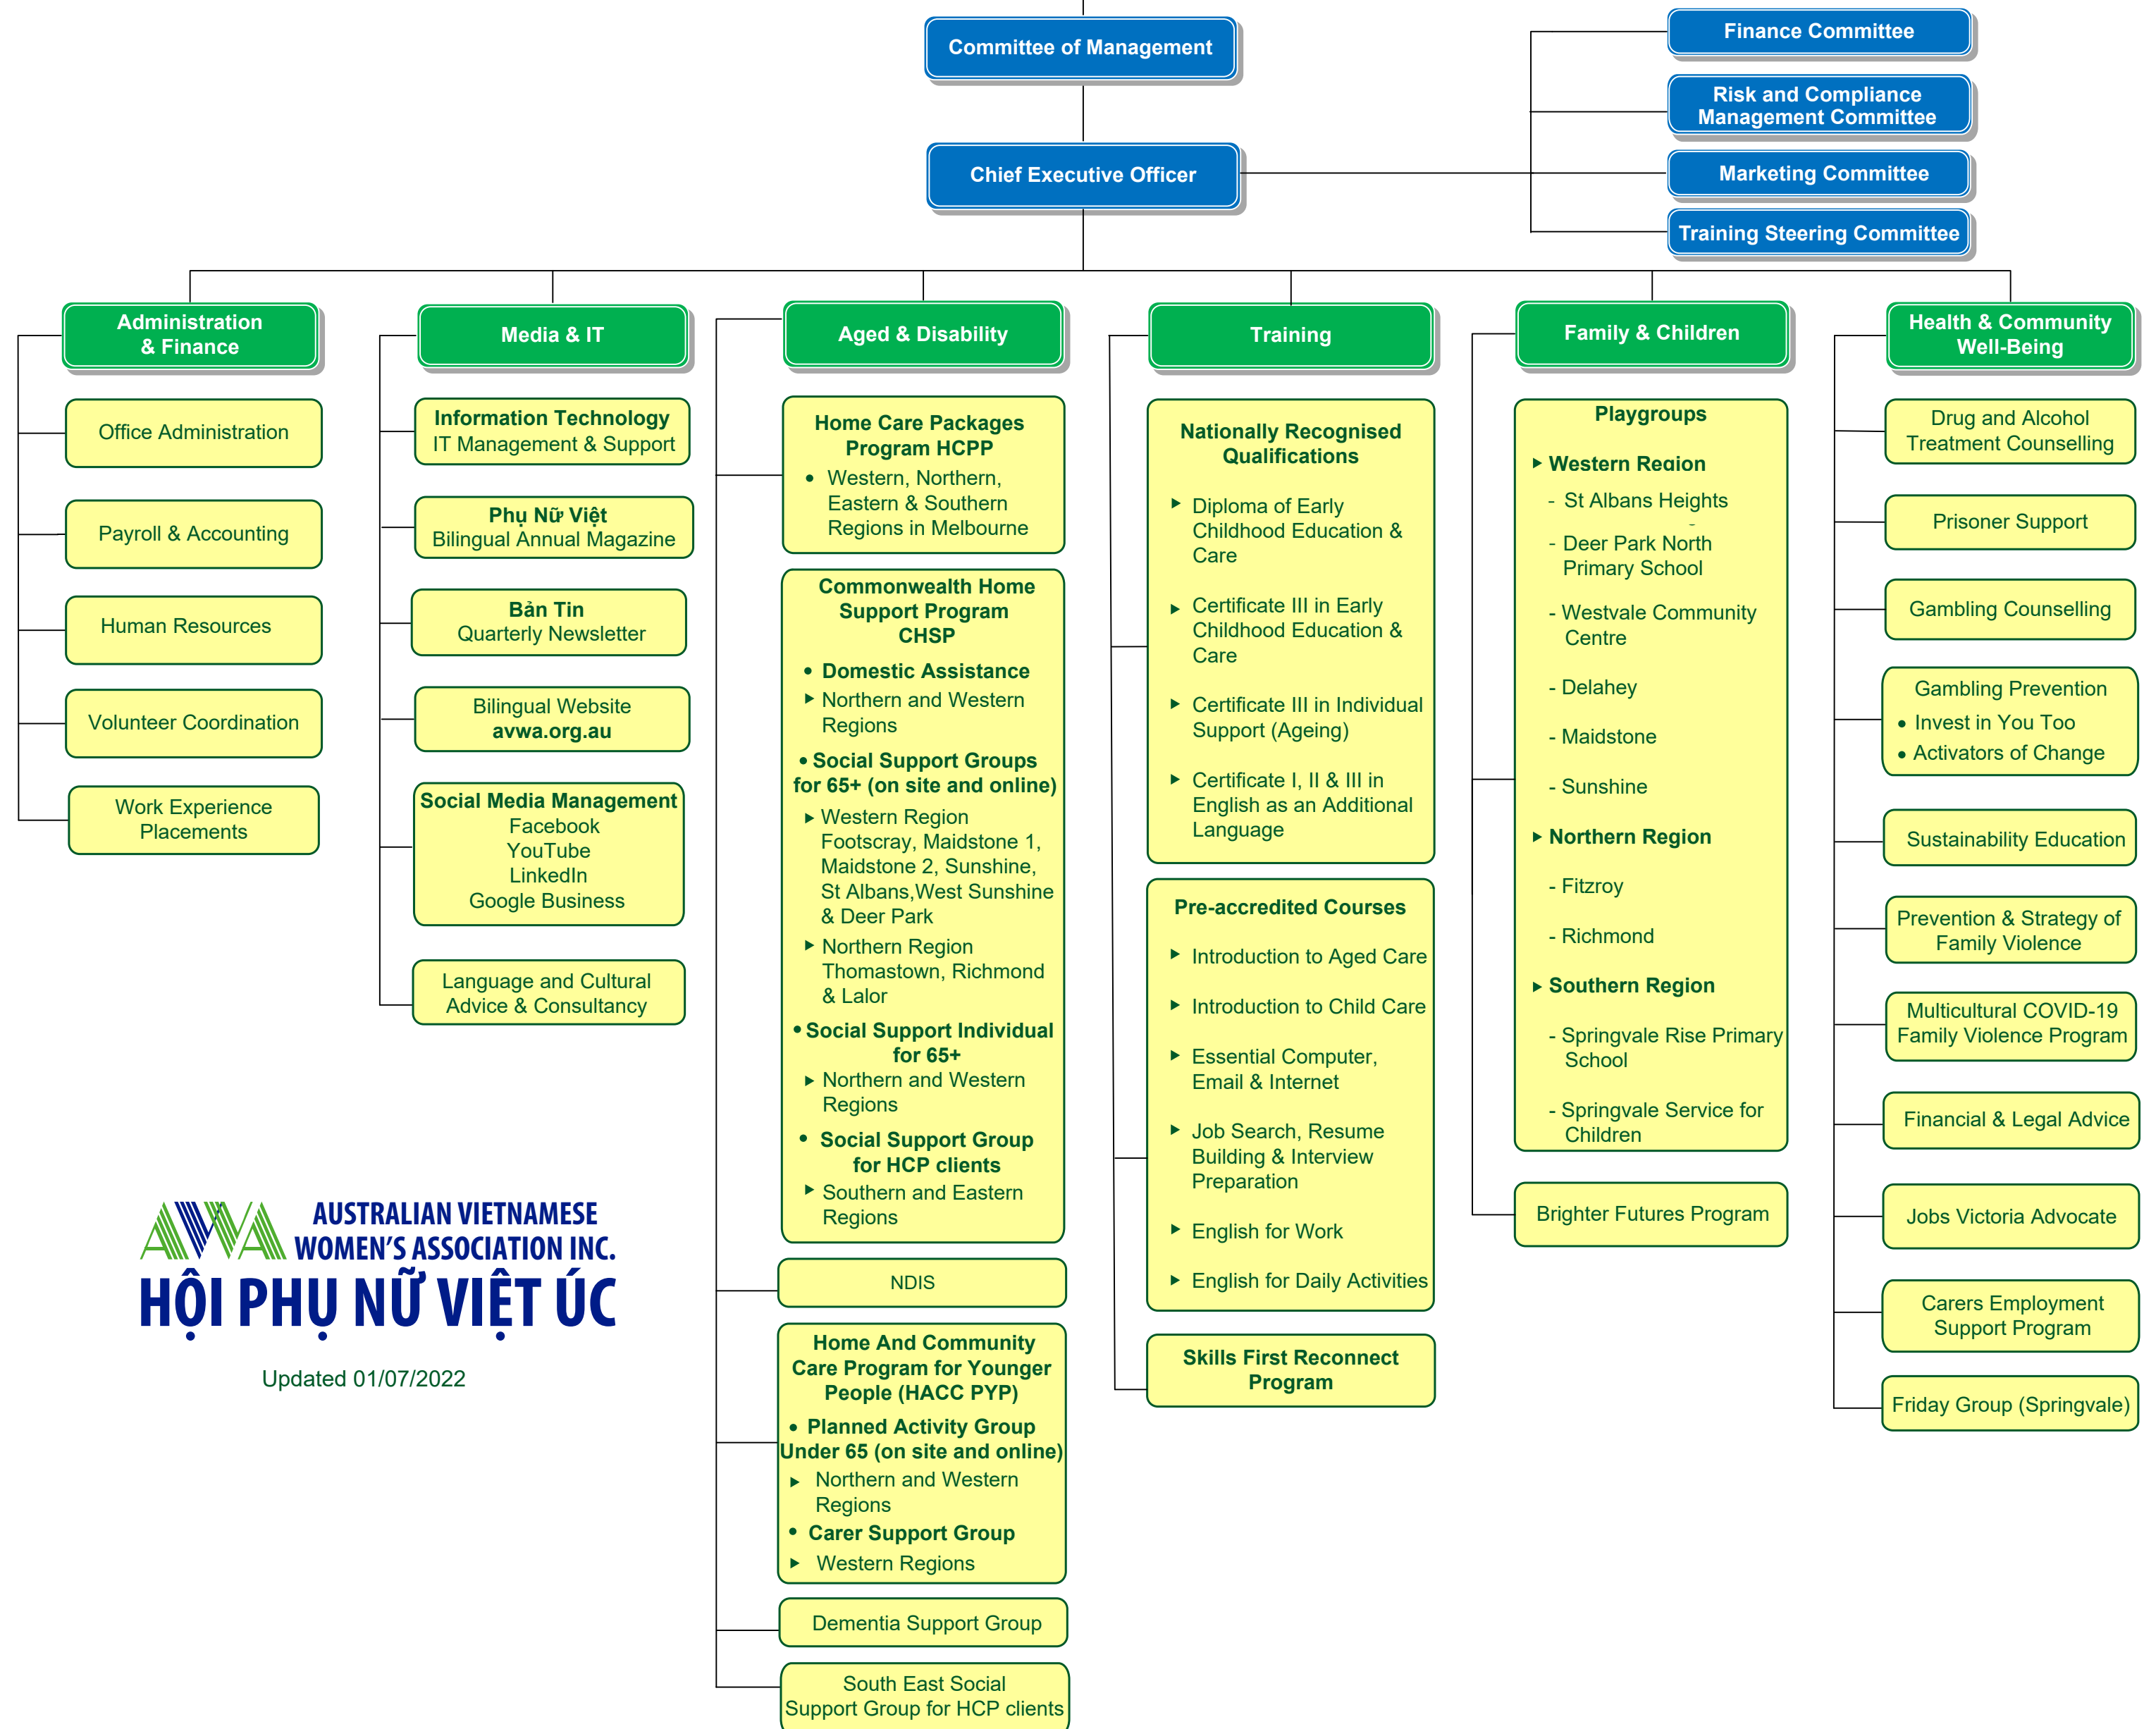 Committee of Management
Chief Executive Officer
Finance Committee
Risk and Compliance
Management Committee
Marketing Committee
Training Steering Committee
Administration
& Finance
Office Administration
Payroll & Accounting
Human Resources
Volunteer Coordination
Work Experience
Placements
Media & IT
Information Technology
IT Management & Support
Phụ Nữ Việt
Bilingual Annual Magazine
Bản Tin
Quarterly Newsletter
Bilingual Website
avwa.org.au
Social Media Management
Facebook
YouTube
LinkedIn
Google Business
Language and Cultural
Advice & Consultancy
Aged & Disability
Home Care Packages
Program HCPP
• Western, Northern,
Eastern & Southern
Regions in Melbourne
Commonwealth Home
Support Program
CHSP
• Domestic Assistance
► Northern and Western
Regions
• Social Support Groups
for 65+ (on site and online)
► Western Region
Footscray, Maidstone 1,
Maidstone 2, Sunshine,
St Albans,West Sunshine
& Deer Park
► Northern Region
Thomastown, Richmond
& Lalor
• Social Support Individual
for 65+
► Northern and Western
Regions
• Social Support Group
for HCP clients
► Southern and Eastern
Regions
NDIS
Home And Community
Care Program for Younger
People (HACC PYP)
• Planned Activity Group
Under 65 (on site and online)
► Northern and Western
Regions
• Carer Support Group
► Western Regions
Dementia Support Group
South East Social
Support Group for HCP clients
Training
Nationally Recognised
Qualifications
► Diploma of Early
Childhood Education &
Care
► Certificate III in Early
Childhood Education &
Care
► Certificate III in Individual
Support (Ageing)
► Certificate I, II & III in
English as an Additional
Language
Pre-accredited Courses
► Introduction to Aged Care
► Introduction to Child Care
► Essential Computer,
Email & Internet
► Job Search, Resume
Building & Interview
Preparation
► English for Work
► English for Daily Activities
Skills First Reconnect
Program
Family & Children
Playgroups
► Western Region
- St Albans Heights
- Deer Park North
Primary School
- Westvale Community
Centre
- Delahey
- Maidstone
- Sunshine
► Northern Region
- Fitzroy
- Richmond
► Southern Region
- Springvale Rise Primary
School
- Springvale Service for
Children
Brighter Futures Program
Health & Community
Well-Being
Drug and Alcohol
Treatment Counselling
Prisoner Support
Gambling Counselling
Gambling Prevention
• Invest in You Too
• Activators of Change
Sustainability Education
Prevention & Strategy of
Family Violence
Multicultural COVID-19
Family Violence Program
Financial & Legal Advice
Jobs Victoria Advocate
Carers Employment
Support Program
Friday Group (Springvale)
AVWA
AUSTRALIAN VIETNAMESE
WOMEN'S ASSOCIATION INC.
HỘI PHỤ NỮ VIỆT ÚC
Updated 01/07/2022